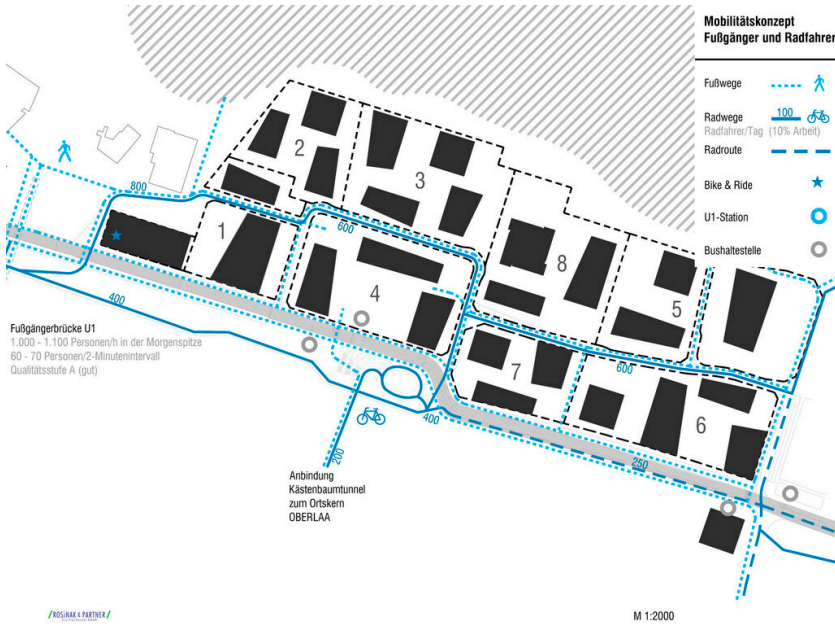 Mobilitätskonzept
Fußgänger und Radfahrer
Fußwege
Radwege
100
Radfahrer/Tag (10% Arbeit)
Radroute
Bike & Ride
U1-Station
Bushaltestelle
800
2
3
600
1
4
8
5
400
7
600
6
400
250
200
Fußgängerbrücke U1
1.000 - 1.100 Personen/h in der Morgenspitze
60 - 70 Personen/2-Minutenintervall
Qualitätsstufe A (gut)
Anbindung
Kästenbaumtunnel
zum Ortskern
OBERLAA
/ROSINAK & PARTNER/
M 1:2000